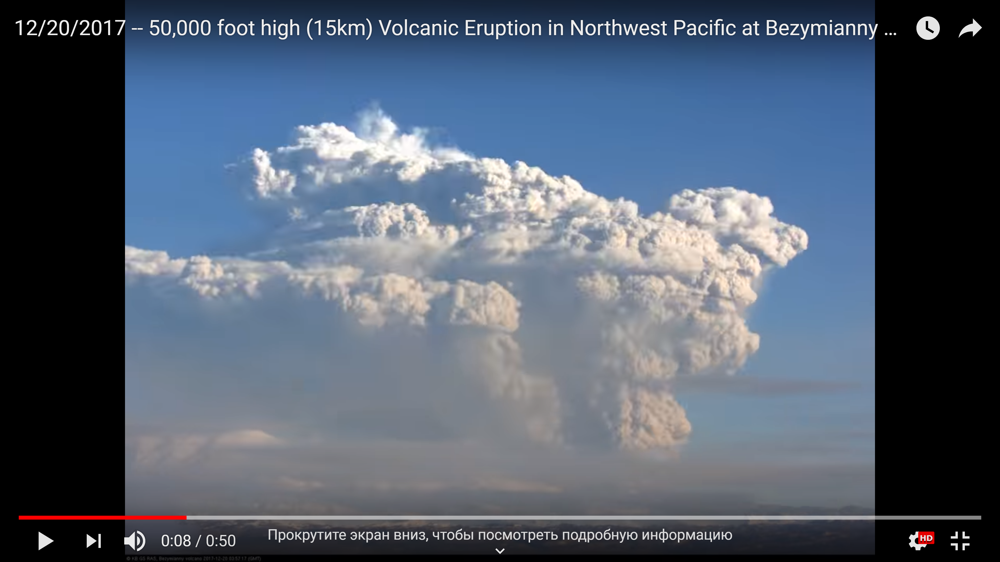 12/20/2017 -- 50,000 foot high (15km) Volcanic Eruption in Northwest Pacific at Bezymianny ...
0:08 / 0:50
Прокрутите экран вниз, чтобы посмотреть подробную информацию
HD
© KB GS RAS, Bezymianny volcano 2017-12-20 03:57:17 (GMT)